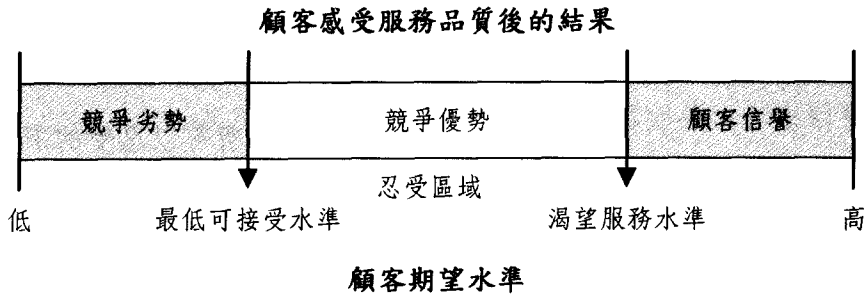 顧客感受服務品質後的結果
競爭劣勢 競爭優勢 顧客信譽
忍受區域
低 最低可接受水準 渴望服務水準 高
顧客期望水準